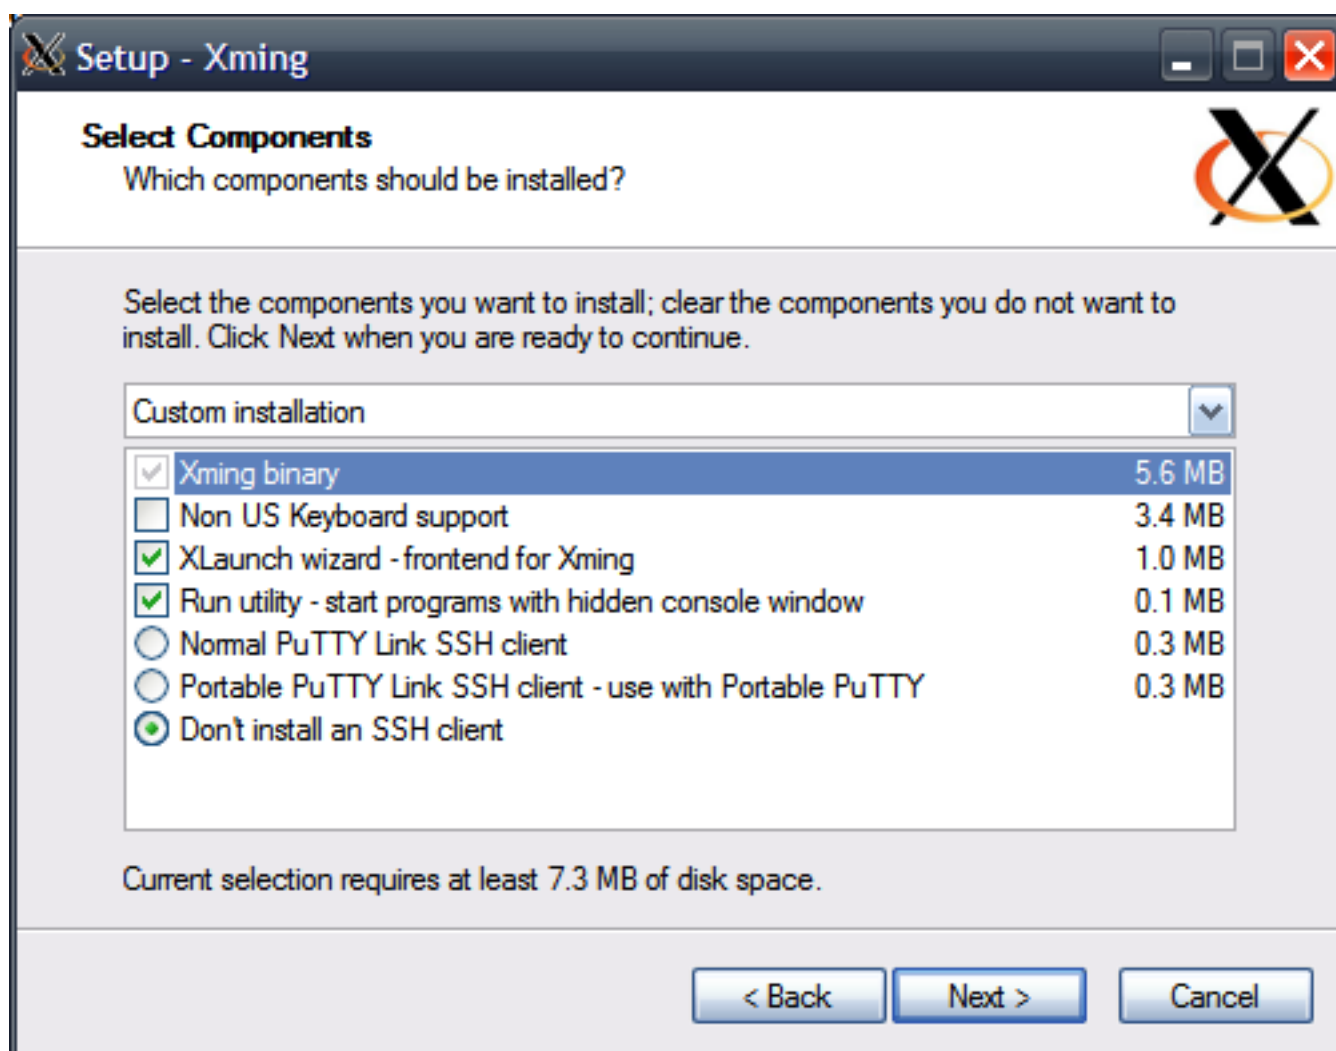 Setup - Xming
Select Components
Which components should be installed?
Select the components you want to install; clear the components you do not want to
install. Click Next when you are ready to continue.
Custom installation
Xming binary 5.6 MB
Non US Keyboard support 3.4 MB
XLaunch wizard - frontend for Xming 1.0 MB
Run utility - start programs with hidden console window 0.1 MB
Normal PuTTY Link SSH client 0.3 MB
Portable PuTTY Link SSH client - use with Portable PuTTY 0.3 MB
Don't install an SSH client
Current selection requires at least 7.3 MB of disk space.
< Back Next > Cancel